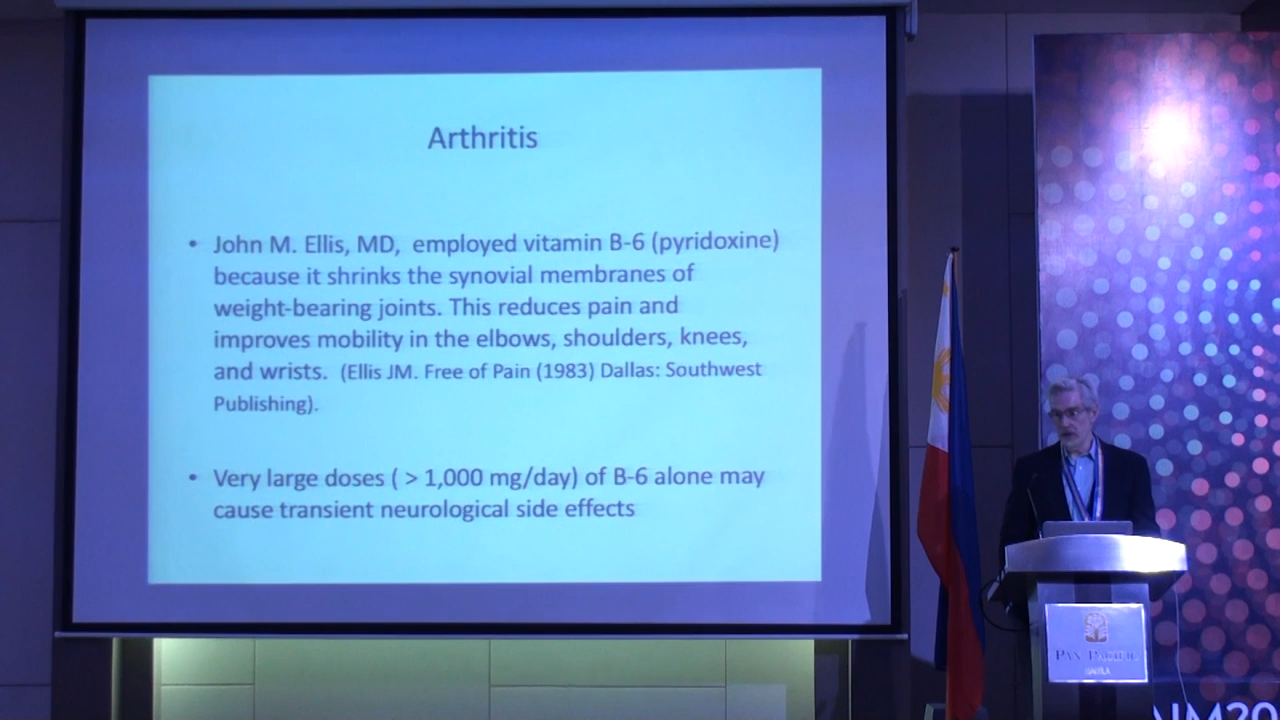 Arthritis
• John M. Ellis, MD, employed vitamin B-6 (pyridoxine)
because it shrinks the synovial membranes of
weight-bearing joints. This reduces pain and
improves mobility in the elbows, shoulders, knees,
and wrists. (Ellis JM. Free of Pain (1983) Dallas: Southwest
Publishing).
• Very large doses ( > 1,000 mg/day) of B-6 alone may
cause transient neurological side effects
PAN PACIFIC
MANILA